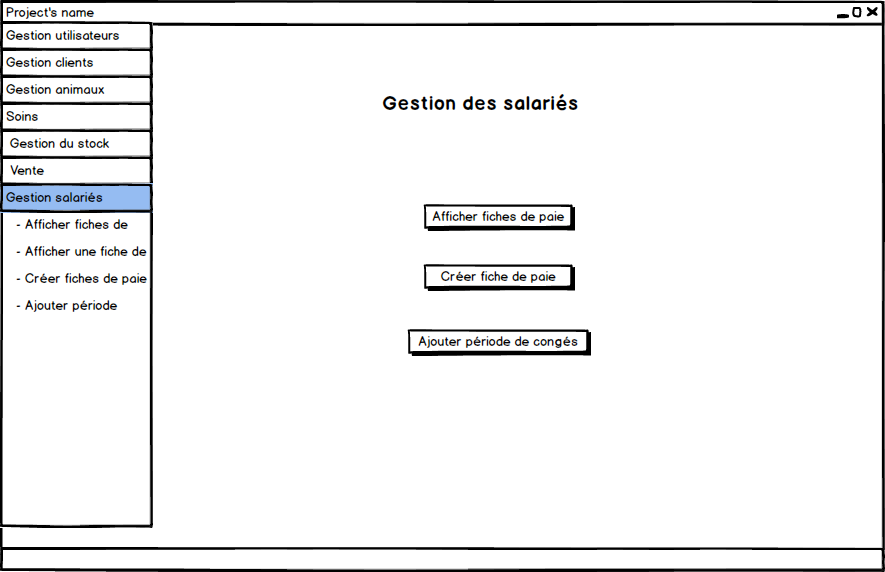 Project's name
Gestion utilisateurs
Gestion clients
Gestion animaux
Soins
Gestion du stock
Vente
Gestion salariés
- Afficher fiches de
- Afficher une fiche de
- Créer fiches de paie
- Ajouter période
Gestion des salariés
Afficher fiches de paie
Créer fiche de paie
Ajouter période de congés